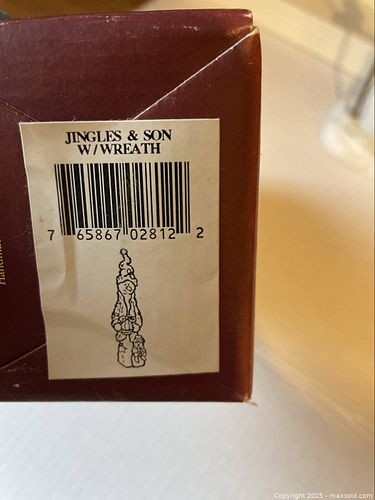 JINGLES & SON
W/WREATH
7 65867 02812 2
Copyright 2025 - maxsold.com